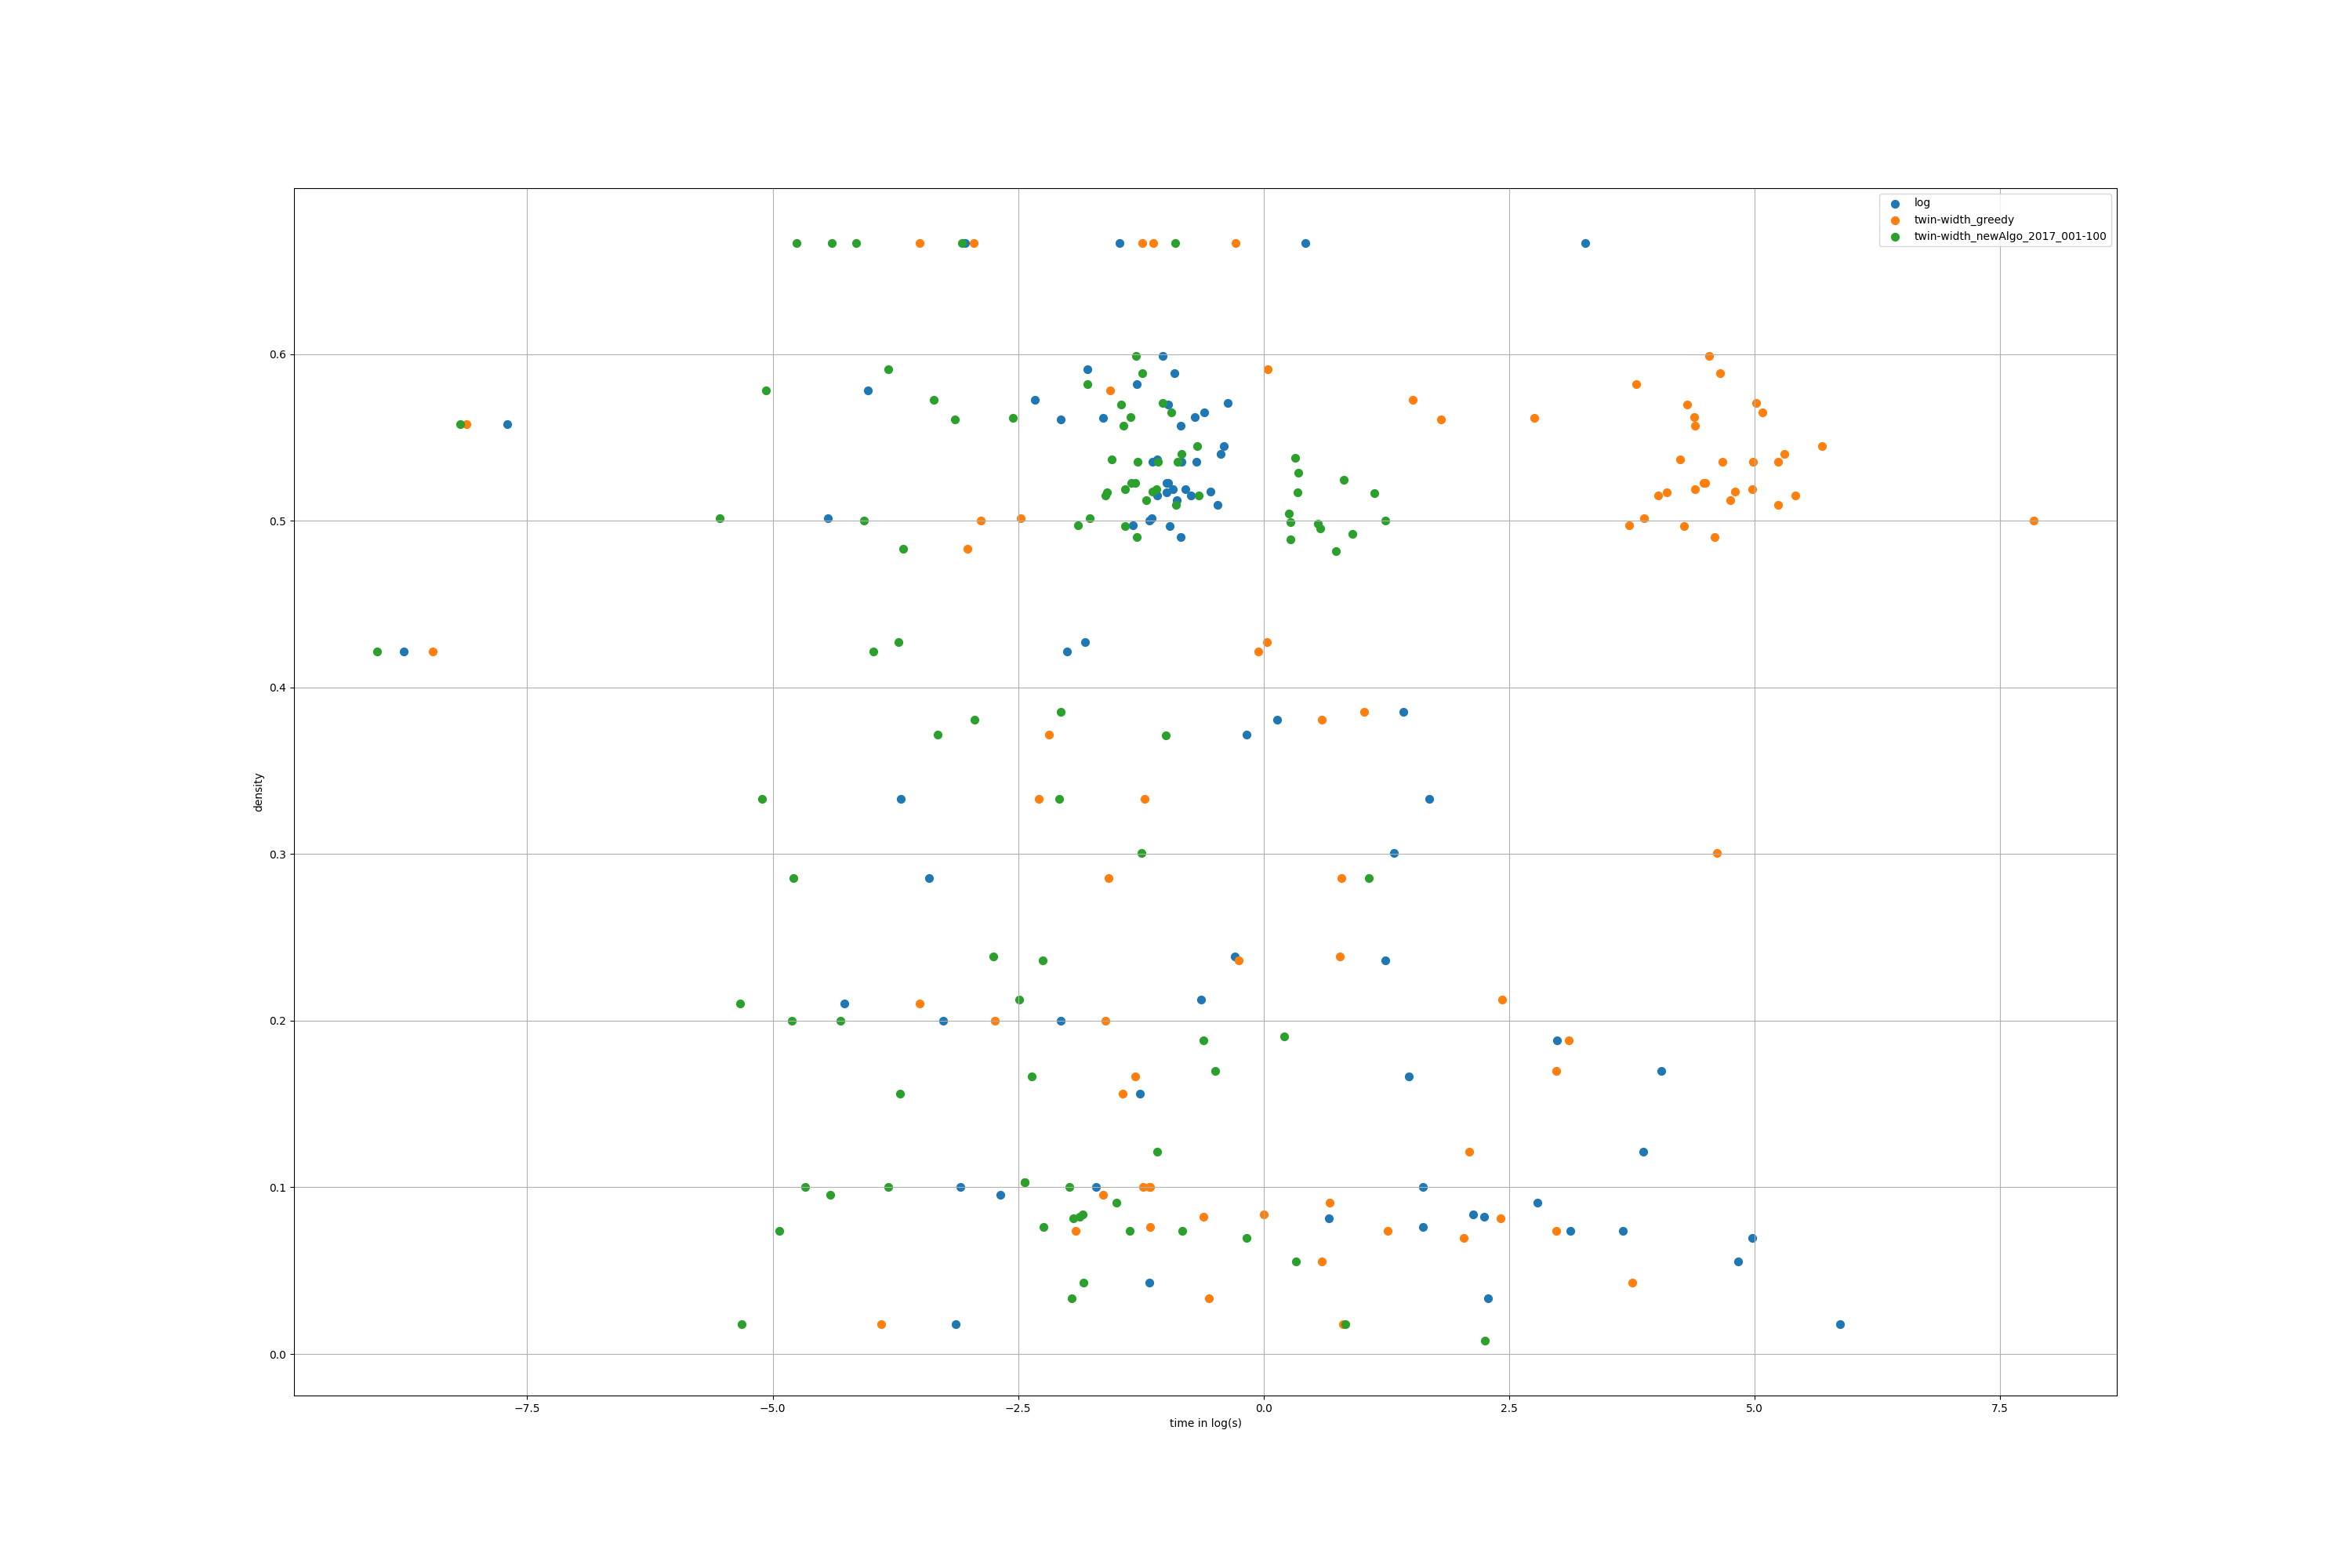 log
twin-width_greedy
twin-width_newAlgo_2017_001-100
0.6
0.5
0.4
0.3
0.2
0.1
0.0
density
−7.5 −5.0 −2.5 0.0 2.5 5.0 7.5
time in log(s)